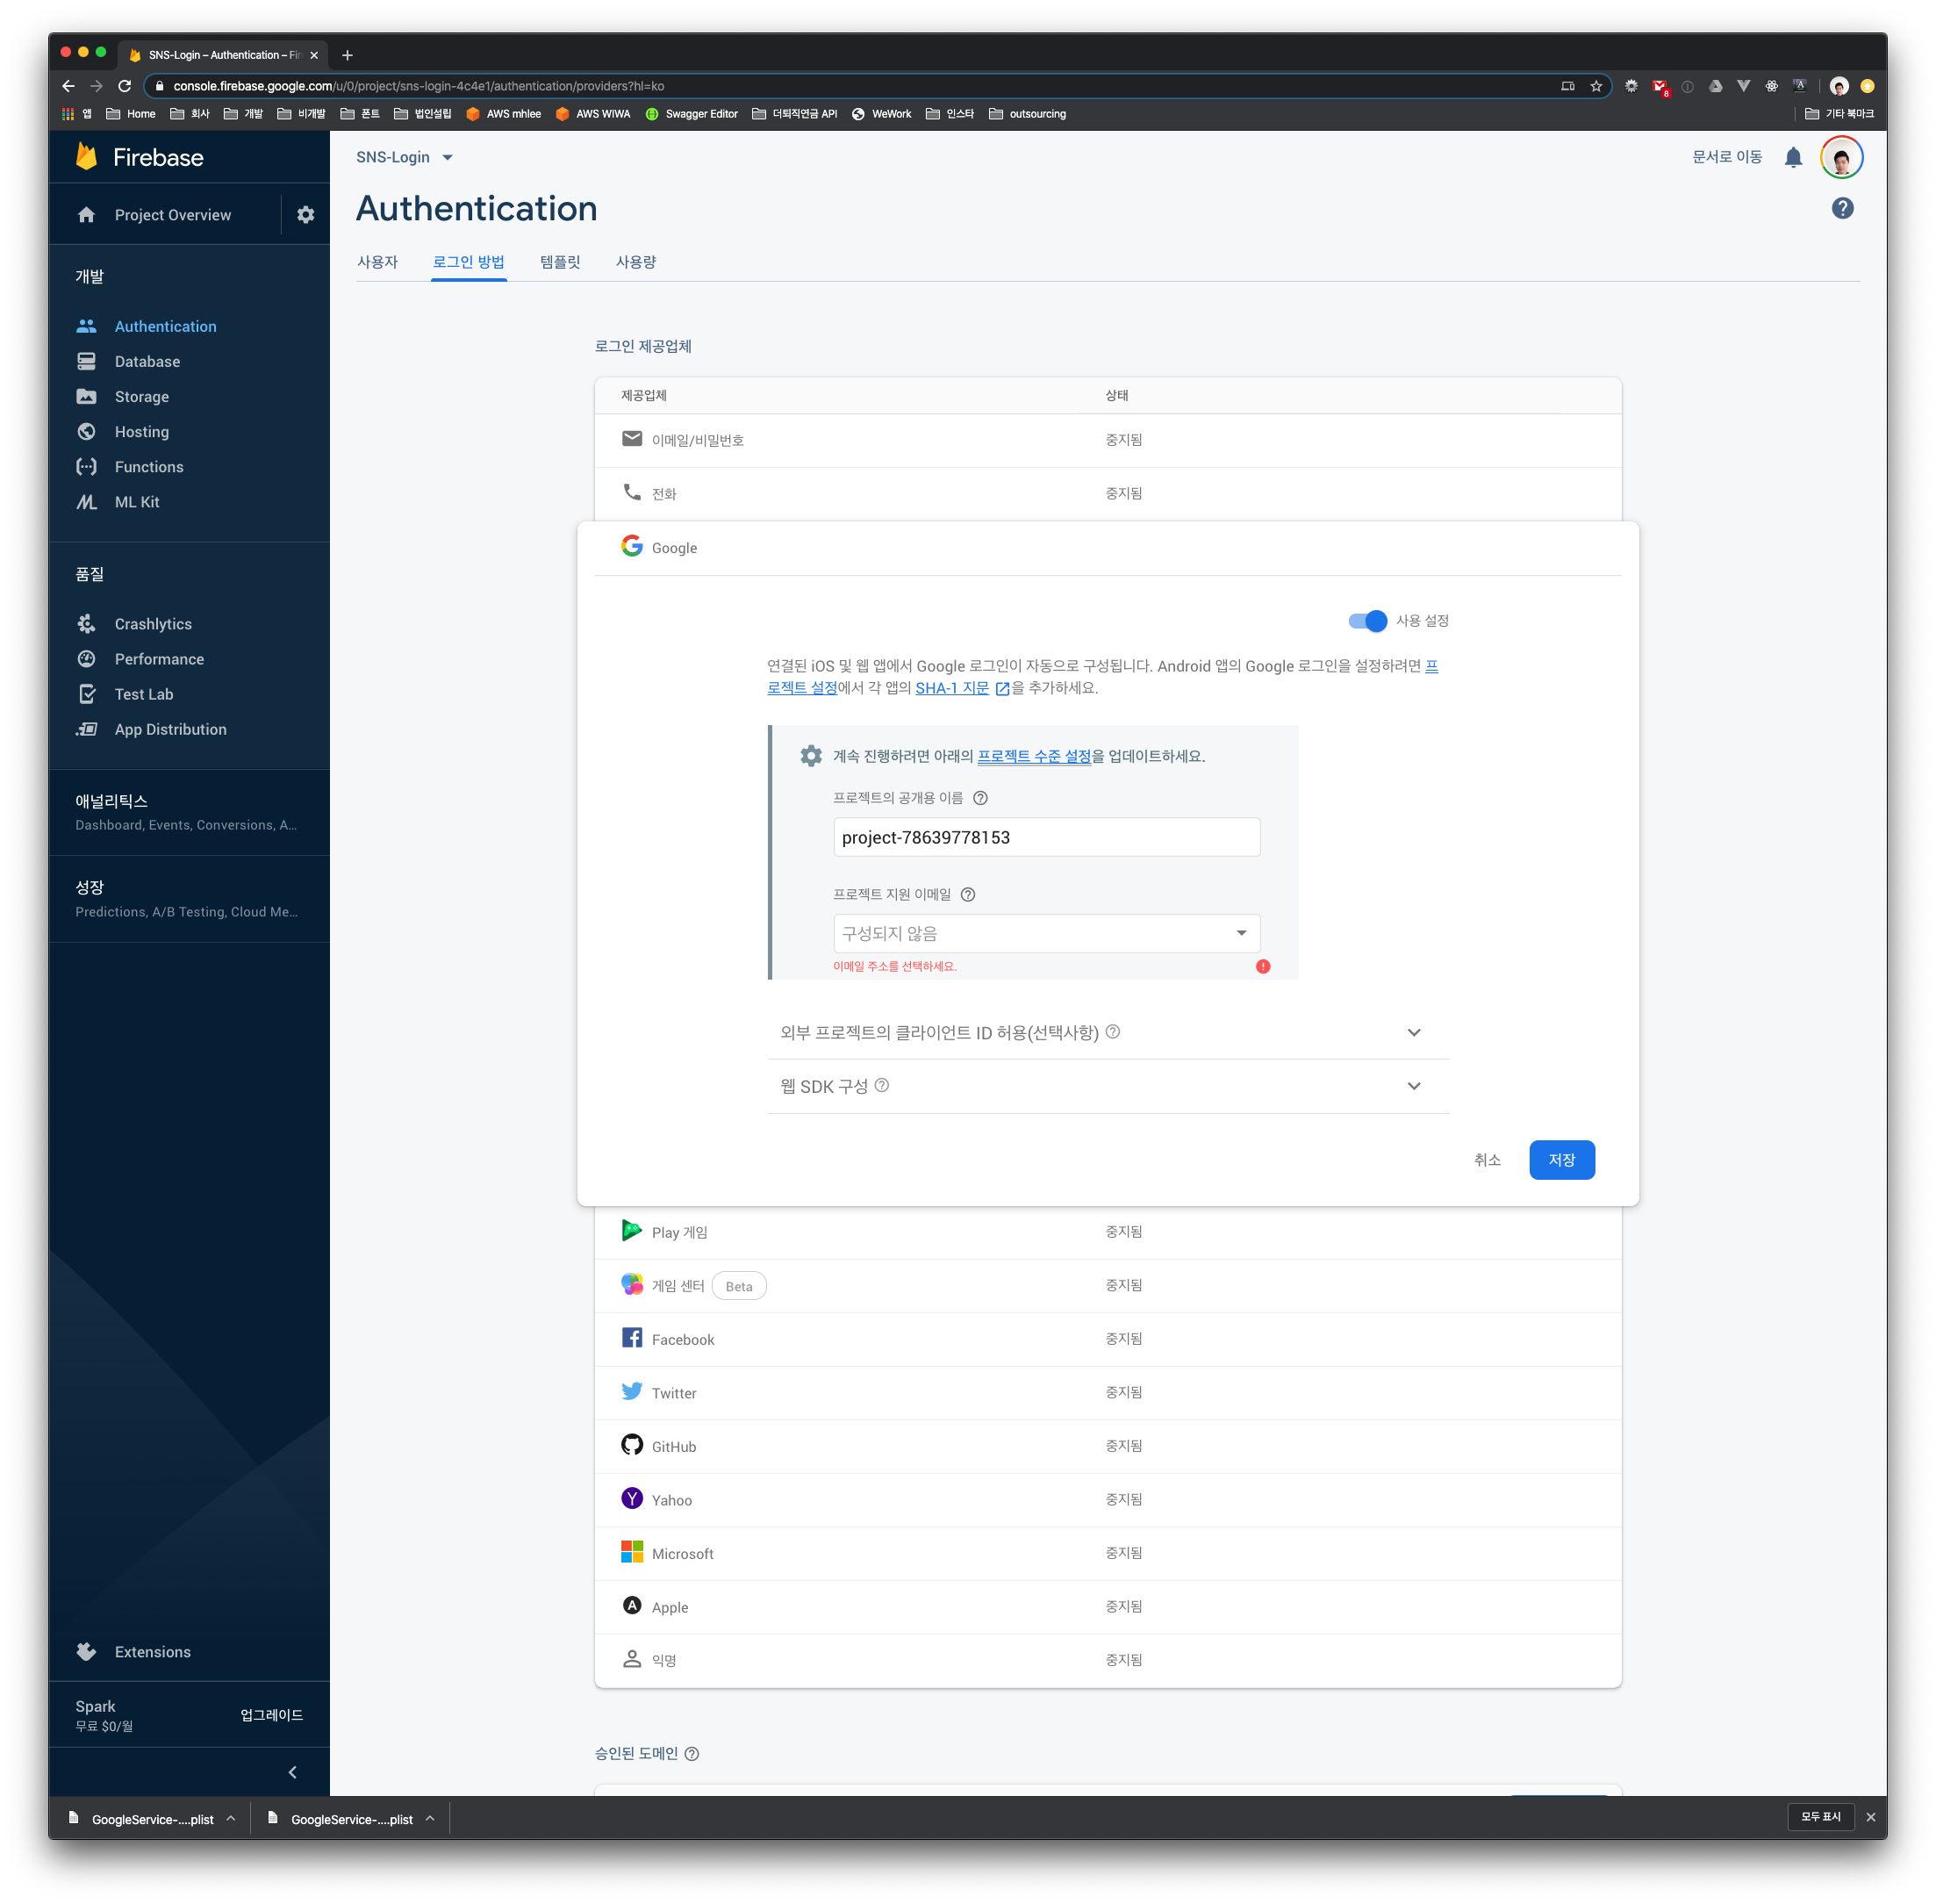 SNS-Login – Authentication – Fir
console.firebase.google.com/u/0/project/sns-login-4c4e1/authentication/providers?hl=ko
8
앱
Home
회사
개발
비개발
폰트
법인설립
AWS mhlee
AWS WIWA
Swagger Editor
더퇴직연금 API
WeWork
인스타
outsourcing
기타 북마크
Firebase
Project Overview
개발
Authentication
Database
Storage
Hosting
Functions
ML Kit
품질
Crashlytics
Performance
Test Lab
App Distribution
애널리틱스
Dashboard, Events, Conversions, A...
성장
Predictions, A/B Testing, Cloud Me...
Extensions
Spark
무료 $0/월
업그레이드
SNS-Login
문서로 이동
Authentication
사용자
로그인 방법
템플릿
사용량
로그인 제공업체
제공업체 상태
이메일/비밀번호 중지됨
전화 중지됨
Google
사용 설정
연결된 iOS 및 웹 앱에서 Google 로그인이 자동으로 구성됩니다. Android 앱의 Google 로그인을 설정하려면 프
로젝트 설정에서 각 앱의 SHA-1 지문 을 추가하세요.
계속 진행하려면 아래의 프로젝트 수준 설정을 업데이트하세요.
프로젝트의 공개용 이름
project-78639778153
프로젝트 지원 이메일
구성되지 않음
이메일 주소를 선택하세요.
외부 프로젝트의 클라이언트 ID 허용(선택사항)
웹 SDK 구성
취소
저장
Play 게임 중지됨
게임 센터 Beta 중지됨
Facebook 중지됨
Twitter 중지됨
GitHub 중지됨
Yahoo 중지됨
Microsoft 중지됨
Apple 중지됨
익명 중지됨
승인된 도메인
GoogleService-....plist
GoogleService-....plist
모두 표시